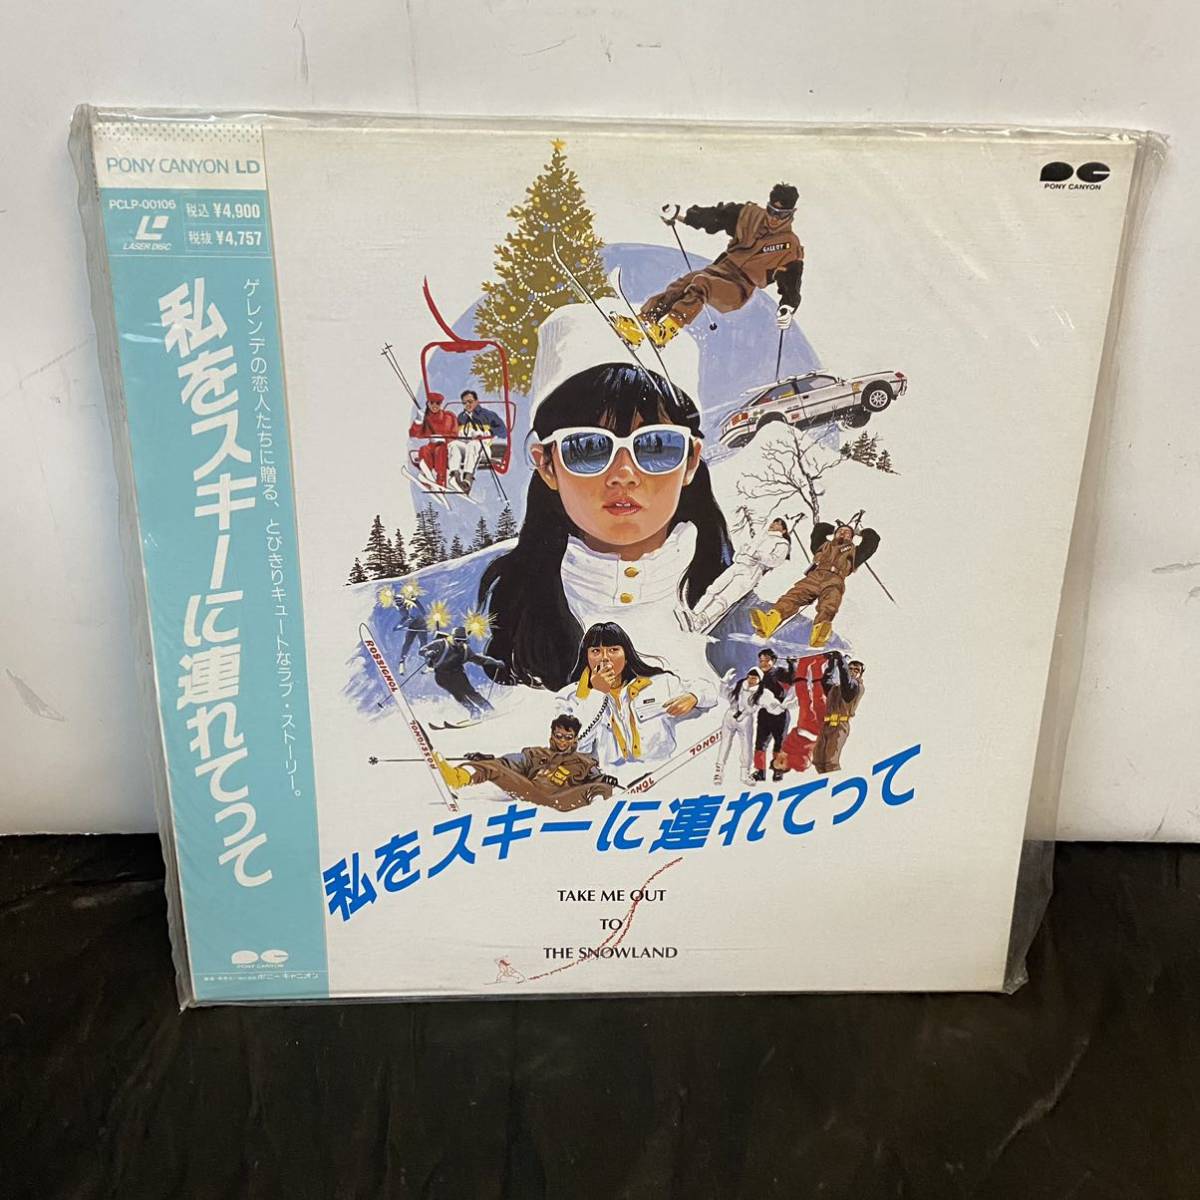 PONY CANYON LD
PCLP-00106
LASER DISC
税込 ¥4,900
税抜 ¥4,757
私をスキーに連れてって
ゲレンデの恋人たちに贈る、とびきりキュートなラブ・ストーリー。
PONY CANYON
ポニーキャニオン
PONY CANYON
ROSSIGNOL
ROSSIGNOL
私をスキーに連れてって
TAKE ME OUT
TO
THE SNOWLAND